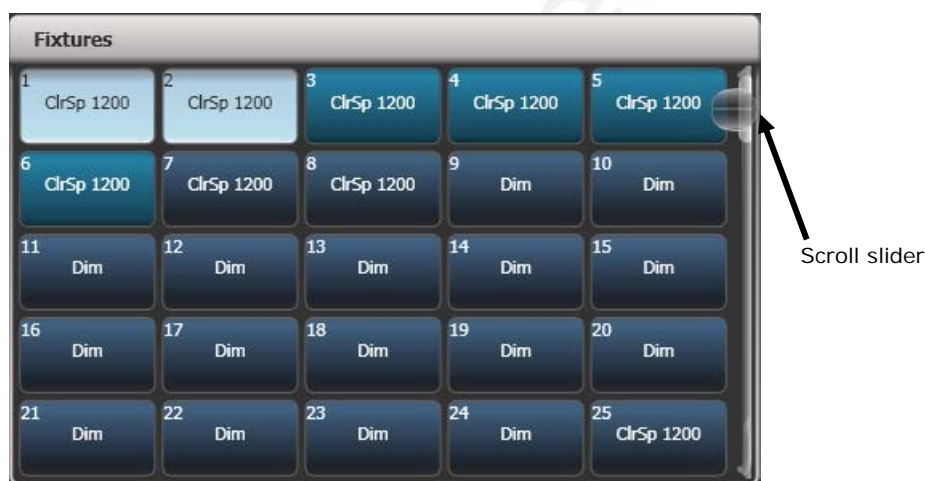 Fixtures
1 ClrSp 1200
2 ClrSp 1200
3 ClrSp 1200
4 ClrSp 1200
5 ClrSp 1200
6 ClrSp 1200
7 ClrSp 1200
8 ClrSp 1200
9 Dim
10 Dim
11 Dim
12 Dim
13 Dim
14 Dim
15 Dim
16 Dim
17 Dim
18 Dim
19 Dim
20 Dim
21 Dim
22 Dim
23 Dim
24 Dim
25 ClrSp 1200
Scroll slider